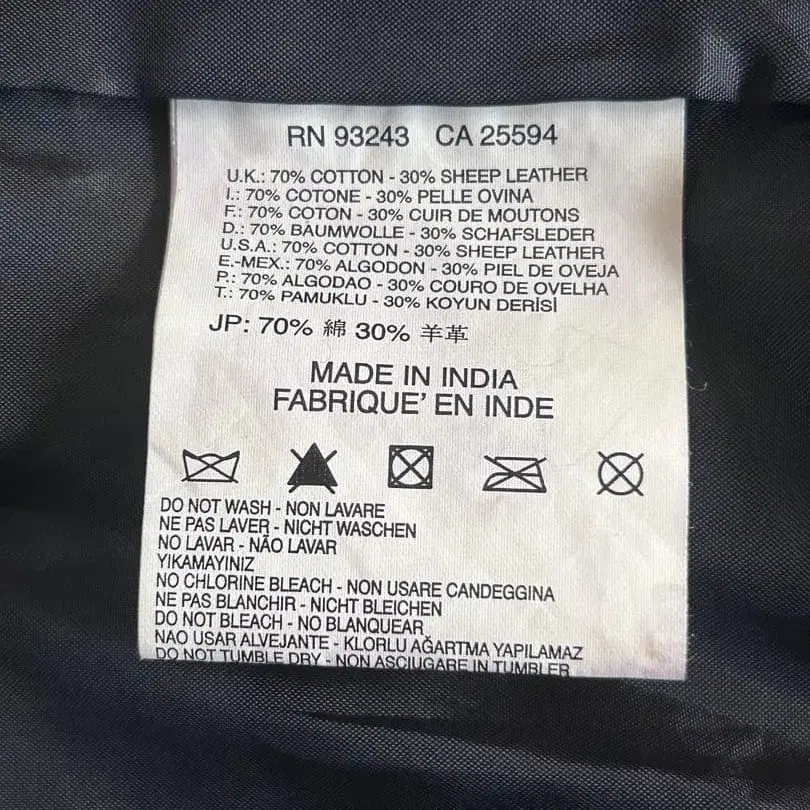 RN 93243 CA 25594
U.K.: 70% COTTON - 30% SHEEP LEATHER
I.: 70% COTONE - 30% PELLE OVINA
F.: 70% COTON - 30% CUIR DE MOUTONS
D.: 70% BAUMWOLLE - 30% SCHAFSLEDER
U.S.A.: 70% COTTON - 30% SHEEP LEATHER
E.-MEX.: 70% ALGODON - 30% PIEL DE OVEJA
P.: 70% ALGODAO - 30% COURO DE OVELHA
T.: 70% PAMUKLU - 30% KOYUN DERİSİ
JP: 70% 綿 30% 羊革
MADE IN INDIA
FABRIQUE' EN INDE
DO NOT WASH - NON LAVARE
NE PAS LAVER - NICHT WASCHEN
NO LAVAR - NÃO LAVAR
YIKAMAYINIZ
NO CHLORINE BLEACH - NON USARE CANDEGGINA
NE PAS BLANCHIR - NICHT BLEICHEN
DO NOT BLEACH - NO BLANQUEAR
NAO USAR ALVEJANTE - KLORLU AĞARTMA YAPILAMAZ
DO NOT TUMBLE DRY - NON ASCIUGARE IN TUMBLER